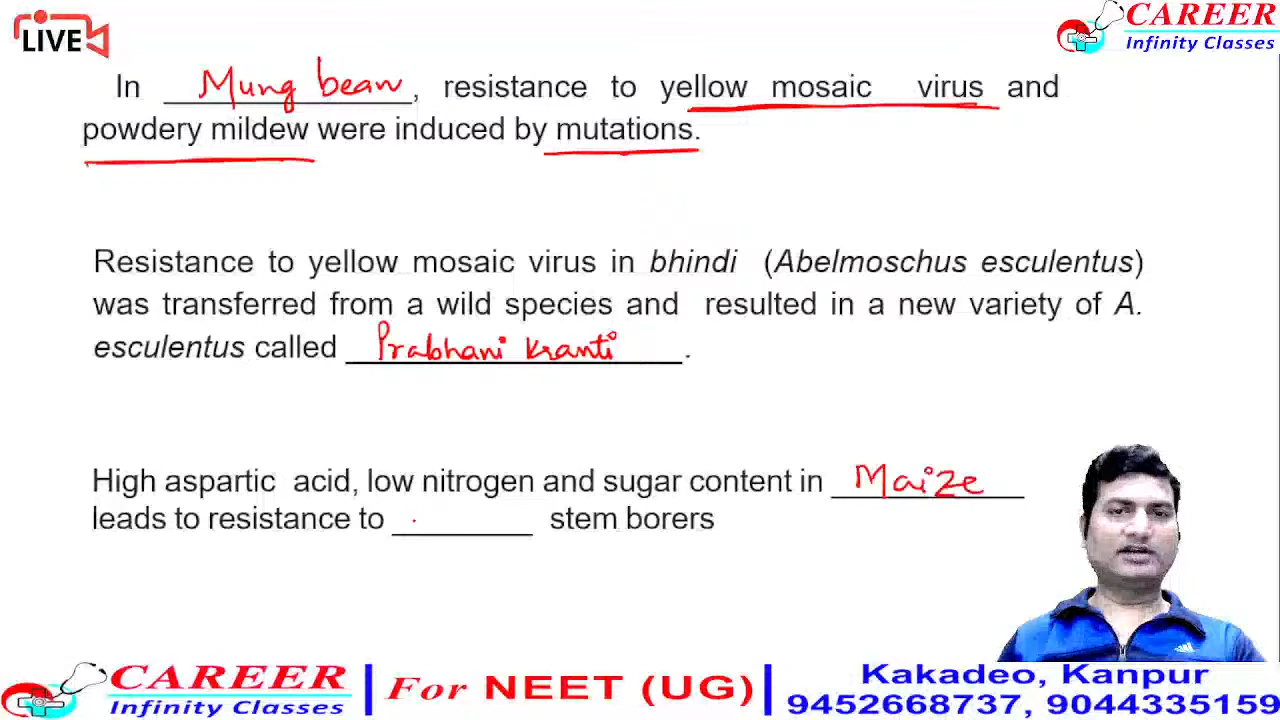 LIVE
CAREER
Infinity Classes
In Mung bean, resistance to yellow mosaic virus and
powdery mildew were induced by mutations.
Resistance to yellow mosaic virus in bhindi (Abelmoschus esculentus)
was transferred from a wild species and resulted in a new variety of A.
esculentus called Prabhani Kranti.
High aspartic acid, low nitrogen and sugar content in Maize
leads to resistance to ________ stem borers
CAREER
Infinity Classes
For NEET (UG)
Kakadeo, Kanpur
9452668737, 9044335159